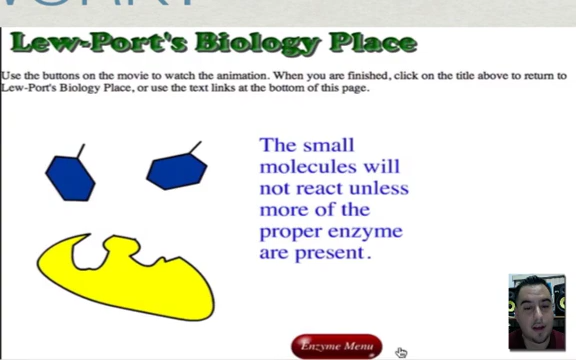 Lew-Port's Biology Place
Use the buttons on the movie to watch the animation. When you are finished, click on the title above to return to
Lew-Port's Biology Place, or use the text links at the bottom of this page.
The small
molecules will
not react unless
more of the
proper enzyme
are present.
Enzyme Menu